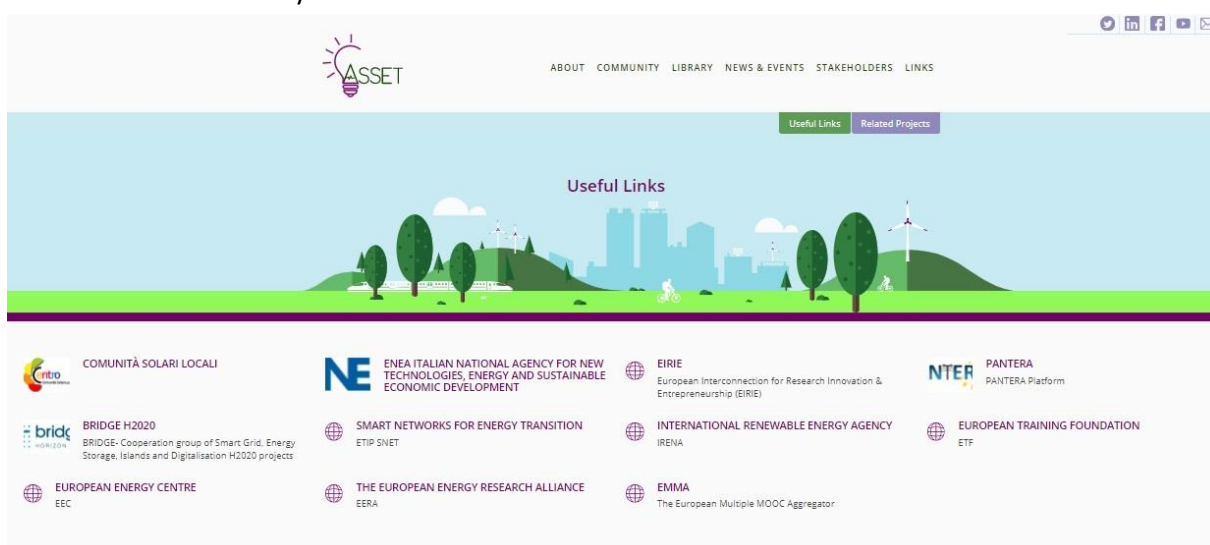 ASSET
ABOUT COMMUNITY LIBRARY NEWS & EVENTS STAKEHOLDERS LINKS
Useful Links Related Projects
Useful Links
COMUNITÀ SOLARI LOCALI
NE
ENEA ITALIAN NATIONAL AGENCY FOR NEW
TECHNOLOGIES, ENERGY AND SUSTAINABLE
ECONOMIC DEVELOPMENT
EIRIE
European Interconnection for Research Innovation &
Entrepreneurship (EIRIE)
NTER
PANTERA
PANTERA Platform
bridg
HORIZON
BRIDGE H2020
BRIDGE- Cooperation group of Smart Grid, Energy
Storage, Islands and Digitalisation H2020 projects
SMART NETWORKS FOR ENERGY TRANSITION
ETIP SNET
INTERNATIONAL RENEWABLE ENERGY AGENCY
IRENA
EUROPEAN TRAINING FOUNDATION
ETF
EUROPEAN ENERGY CENTRE
EEC
THE EUROPEAN ENERGY RESEARCH ALLIANCE
EERA
EMMA
The European Multiple MOOC Aggregator